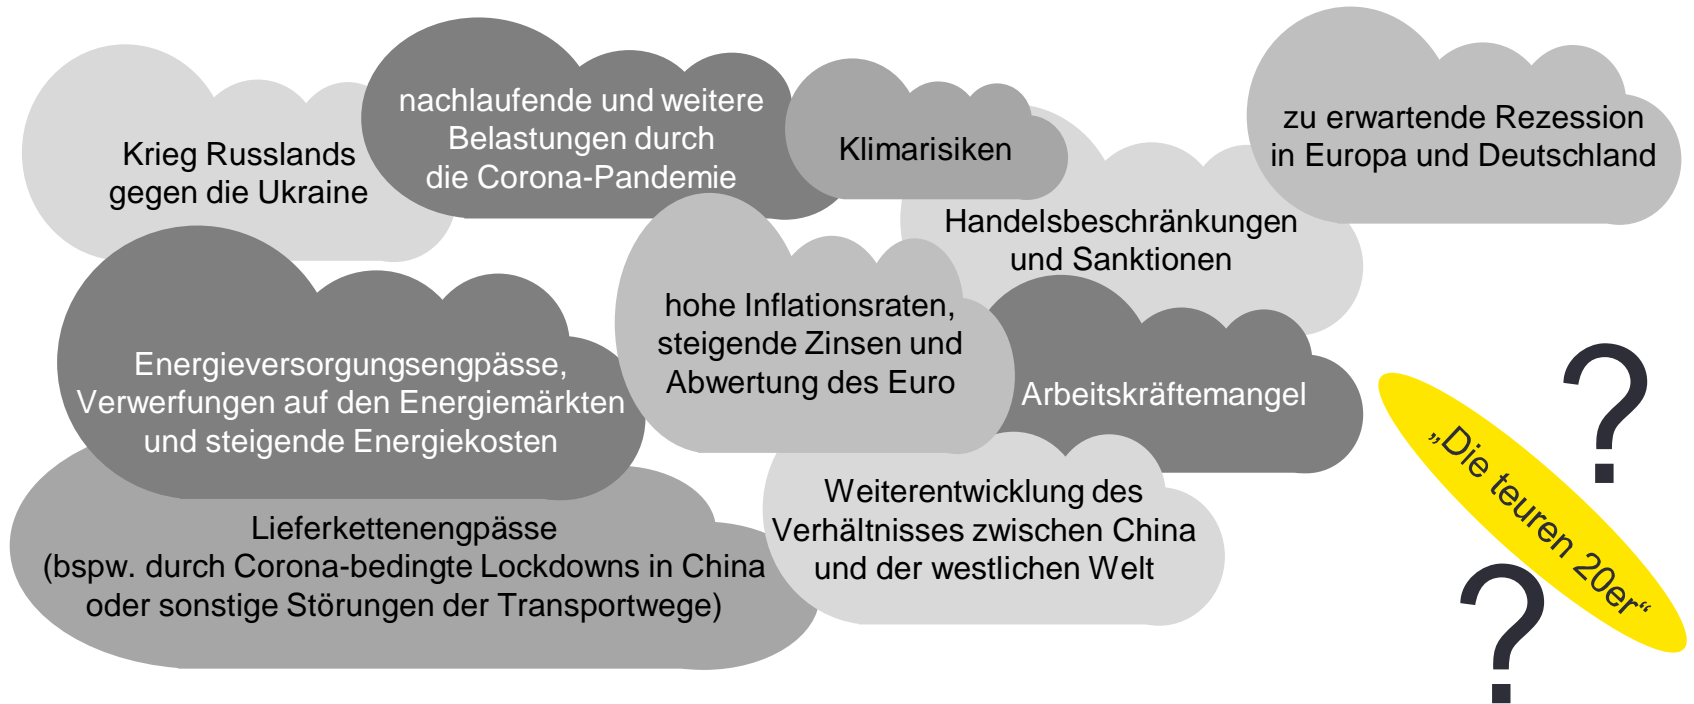 Krieg Russlands
gegen die Ukraine
nachlaufende und weitere
Belastungen durch
die Corona-Pandemie
Klimarisiken
Handelsbeschränkungen
und Sanktionen
zu erwartende Rezession
in Europa und Deutschland
Energieversorgungsengpässe,
Verwerfungen auf den Energiemärkten
und steigende Energiekosten
hohe Inflationsraten,
steigende Zinsen und
Abwertung des Euro
Arbeitskräftemangel
Lieferkettenengpässe
(bspw. durch Corona-bedingte Lockdowns in China
oder sonstige Störungen der Transportwege)
Weiterentwicklung des
Verhältnisses zwischen China
und der westlichen Welt
?
„Die teuren 20er“
?